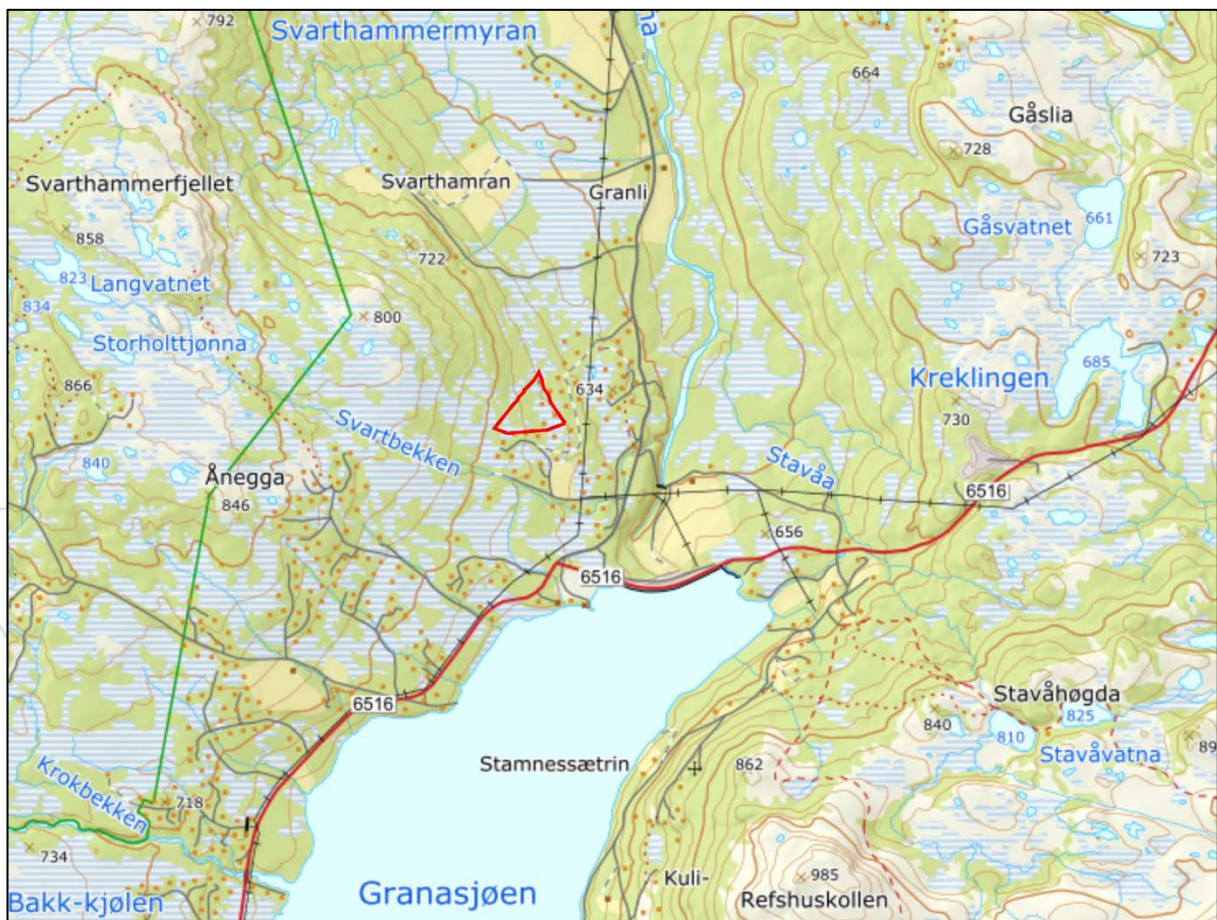 792
Svarthammermyran
na
664
Gåslia
728
Svarthammerfjellet
Svarthamran
Granli
661
Gåsvatnet
858
722
723
823
Langvatnet
834
800
Storholttjønna
685
866
634
Kreklingen
730
Svartbekken
840
Ånegga
Stavåa
846
6516
656
6516
6516
Stavåhøgda
840
825
810
Stavåvatna
89
Stamnessætrin
862
Krokbekken
718
734
985
Kuli-
Bakk-kjølen
Granasjøen
Refshuskollen